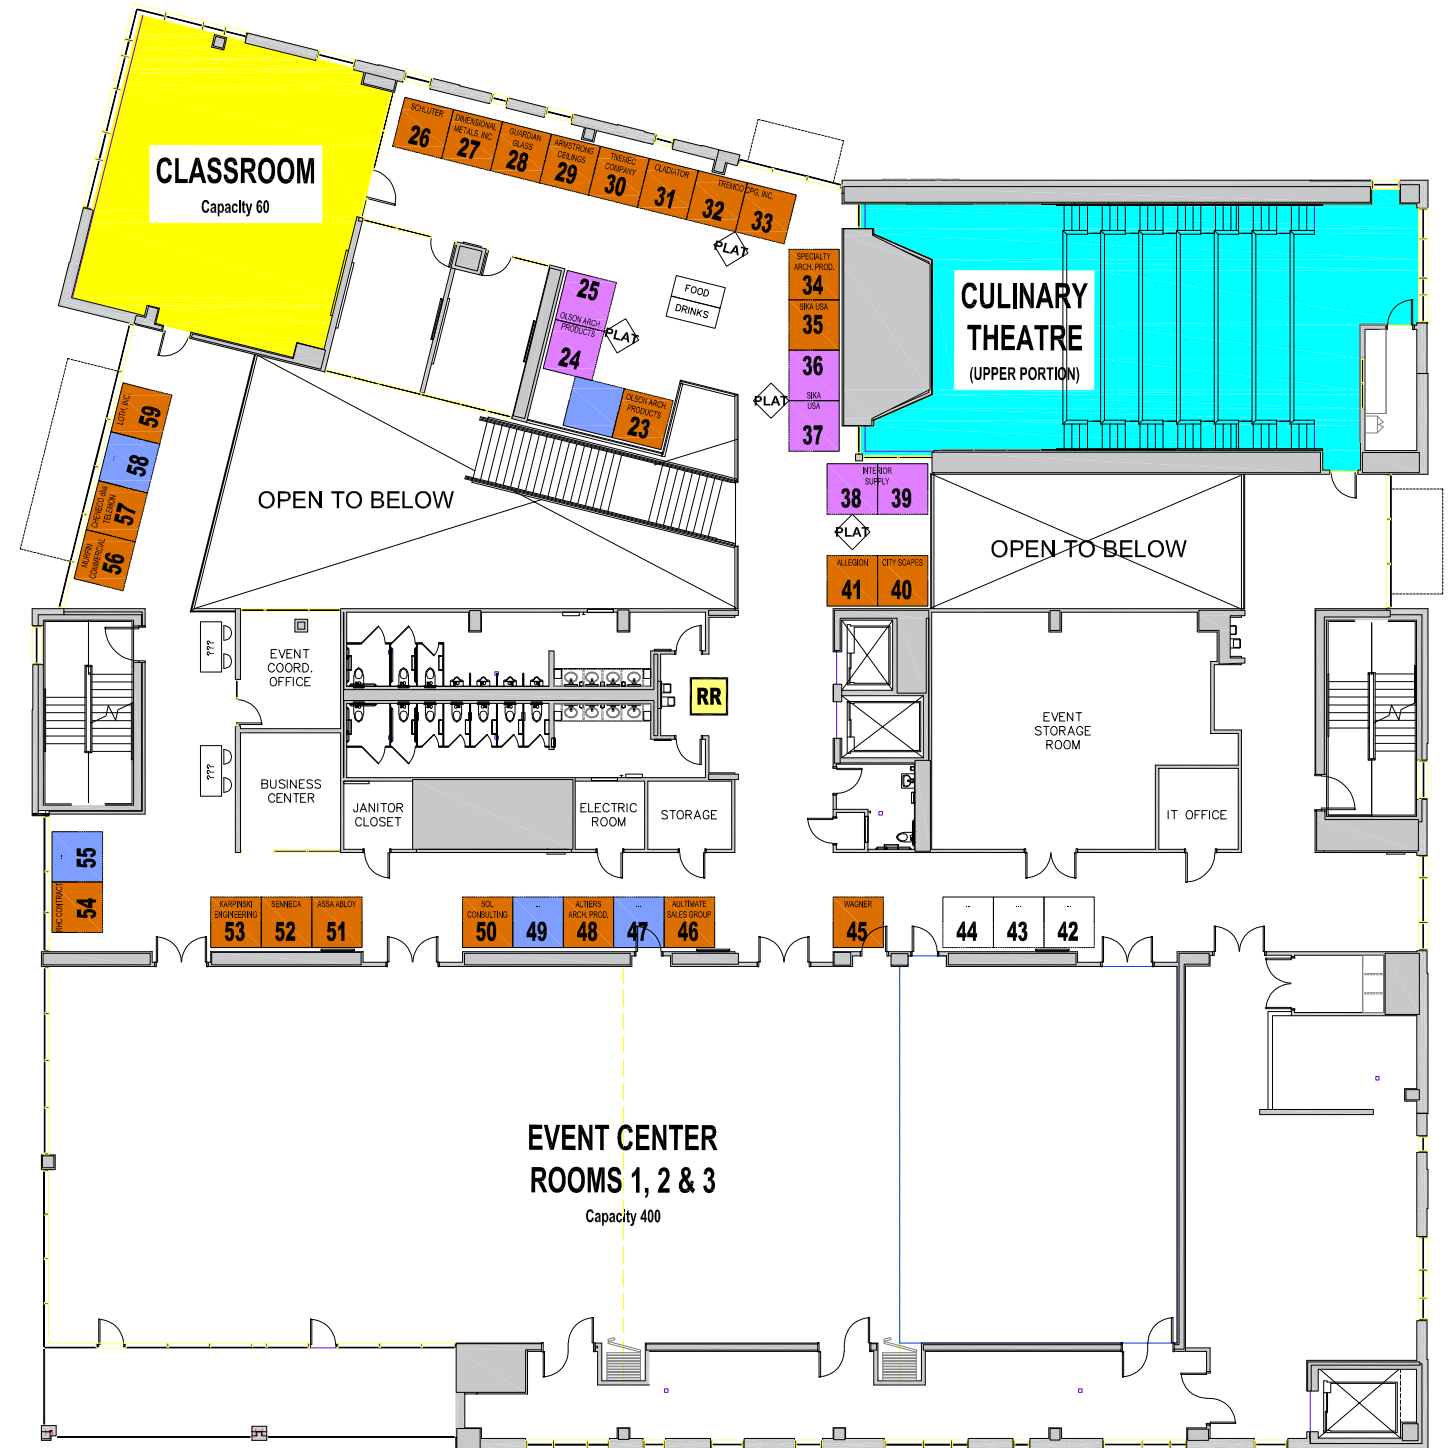 CLASSROOM
Capacity 60
SCHLUTER
26
DIMENSIONAL
METALS, INC.
27
GUARDIAN
GLASS
28
ARMSTRONG
CEILINGS
29
TNEMEC
COMPANY
30
GLADIATOR
31
TREMCO CPG, INC.
32
33
PLAT
FOOD
DRINKS
25
OLSON ARCH
PRODUCTS
24
PLAT
OLSON ARCH.
PRODUCTS
23
SPECIALTY
ARCH. PROD.
34
SIKA USA
35
36
SIKA
USA
37
PLAT
CULINARY
THEATRE
(UPPER PORTION)
INTERIOR
SUPPLY
38
39
PLAT
ALLEGION
41
CITY SCAPES
40
LOTH, INC.
59
58
CHENECO dba
TELEMON
57
MURFIN
COMMERCIAL
56
OPEN TO BELOW
OPEN TO BELOW
???
EVENT
COORD.
OFFICE
RR
EVENT
STORAGE
ROOM
???
BUSINESS
CENTER
JANITOR
CLOSET
ELECTRIC
ROOM
STORAGE
IT OFFICE
55
RHC CONTRACT
54
KARPINSKI
ENGINEERING
53
SENNECA
52
ASSA ABLOY
51
SOL
CONSULTING
50
49
ALTIERS
ARCH. PROD.
48
47
AULTIMATE
SALES GROUP
46
WAGNER
45
44
43
42
EVENT CENTER
ROOMS 1, 2 & 3
Capacity 400